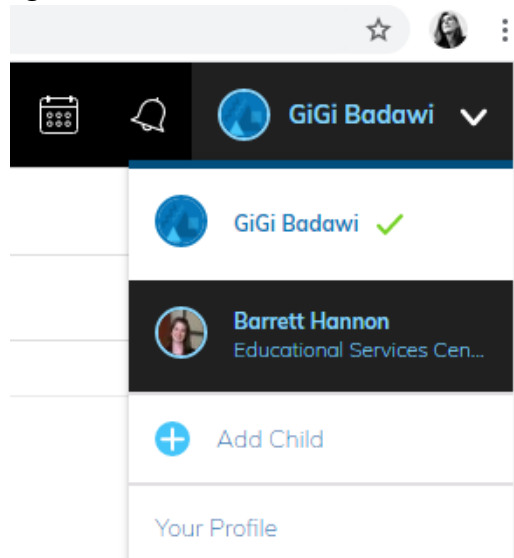 GiGi Badawi
GiGi Badawi
Barrett Hannon
Educational Services Cen...
Add Child
Your Profile